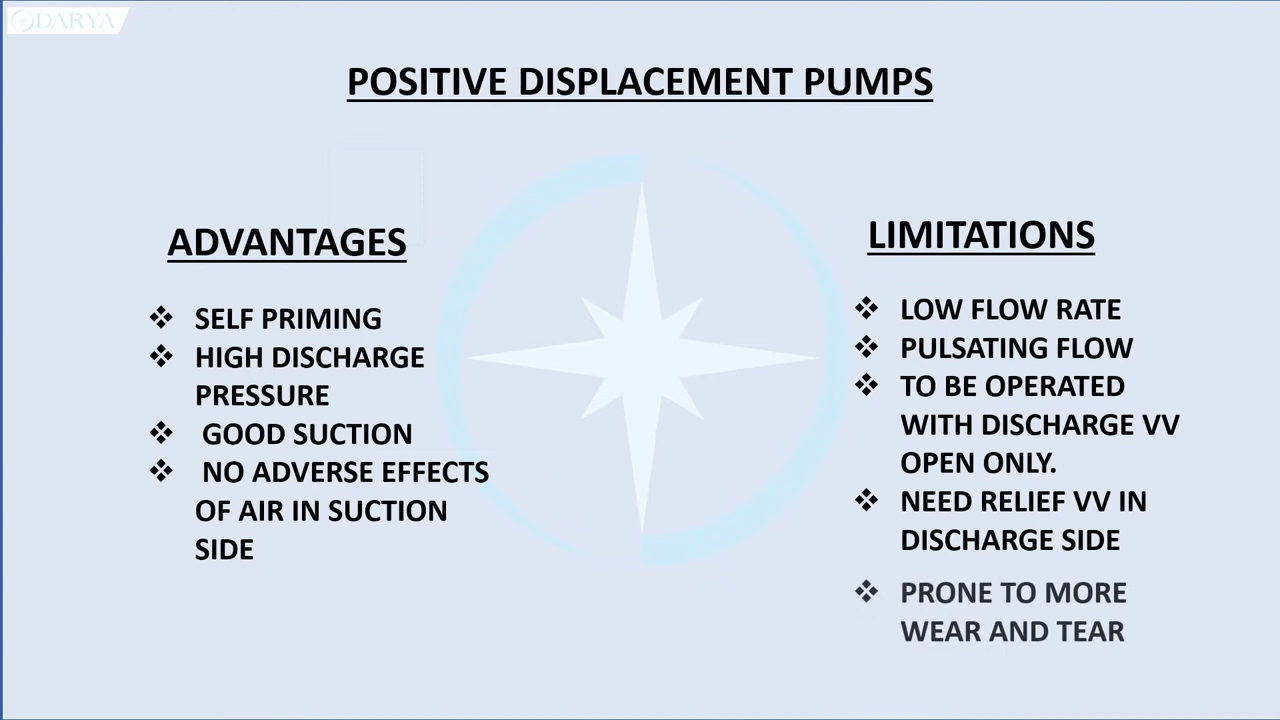 DARYA
POSITIVE DISPLACEMENT PUMPS
ADVANTAGES
❖ SELF PRIMING
❖ HIGH DISCHARGE
PRESSURE
❖ GOOD SUCTION
❖ NO ADVERSE EFFECTS
OF AIR IN SUCTION
SIDE
LIMITATIONS
❖ LOW FLOW RATE
❖ PULSATING FLOW
❖ TO BE OPERATED
WITH DISCHARGE VV
OPEN ONLY.
❖ NEED RELIEF VV IN
DISCHARGE SIDE
❖ PRONE TO MORE
WEAR AND TEAR